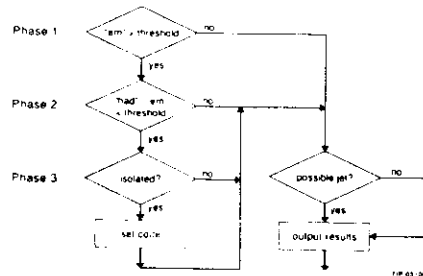 Phase 1
"em" > threshold
no
yes
Phase 2
"had" em
< threshold
no
yes
Phase 3
isolated?
no
yes
possible jet?
no
yes
set code
output results